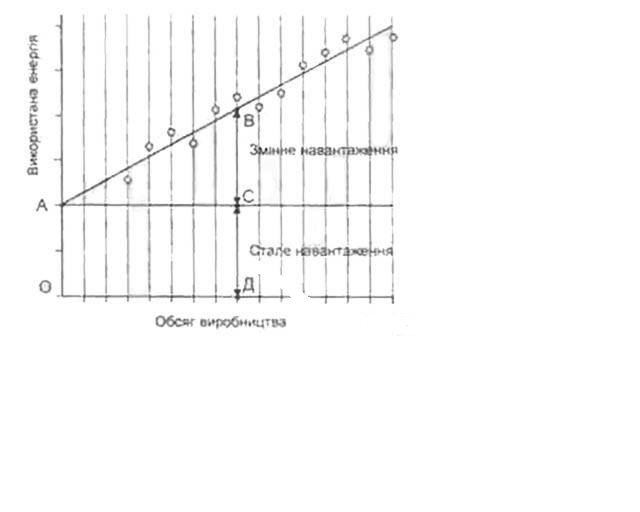 Використана енергія
В
Змінне навантаження
А
С
Стале навантаження
О
Д
Обсяг виробництва